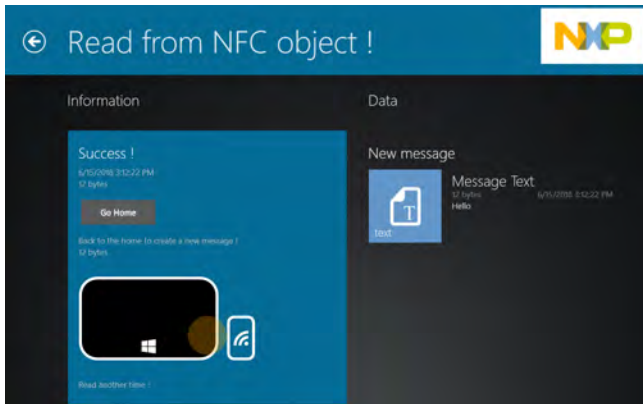 Read from NFC object !
NXP
Information
Data
Success !
6/15/2018 3:12:22 PM
12 bytes
Go Home
Back to the home to create a new message !
12 bytes
Read another time !
New message
text
Message Text
12 bytes
6/15/2018 3:12:22 PM
Hello